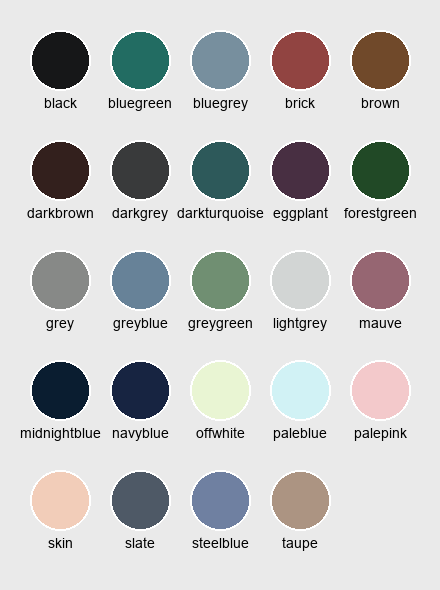 black bluegreen bluegrey brick brown
darkbrown darkgrey darkturquoise eggplant forestgreen
grey greyblue greygreen lightgrey mauve
midnightblue navyblue offwhite paleblue palepink
skin slate steelblue taupe